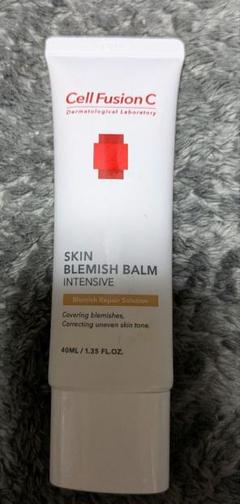 Cell Fusion C
Dermatological Laboratory
SKIN
BLEMISH BALM
INTENSIVE
Blemish Repair Solution
Covering blemishes,
Correcting uneven skin tone.
40ML / 1.35 FL.OZ.